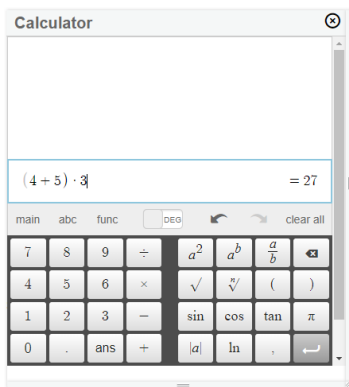 Calculator
(4 + 5) · 3 = 27
main abc func DEG clear all
7 8 9 ÷ a² aᵇ a/b
4 5 6 × √ ⁿ√ ( )
1 2 3 − sin cos tan π
0 . ans + |a| ln ,